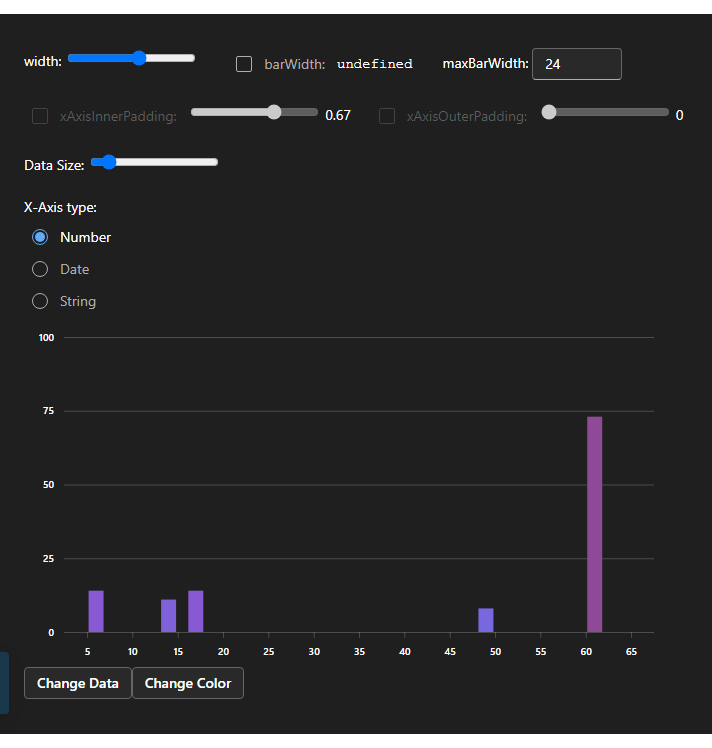 width: barWidth: undefined maxBarWidth: 24
xAxisInnerPadding: 0.67 xAxisOuterPadding: 0
Data Size:
X-Axis type:
Number
Date
String
100
75
50
25
0
5 10 15 20 25 30 35 40 45 50 55 60 65
Change Data Change Color